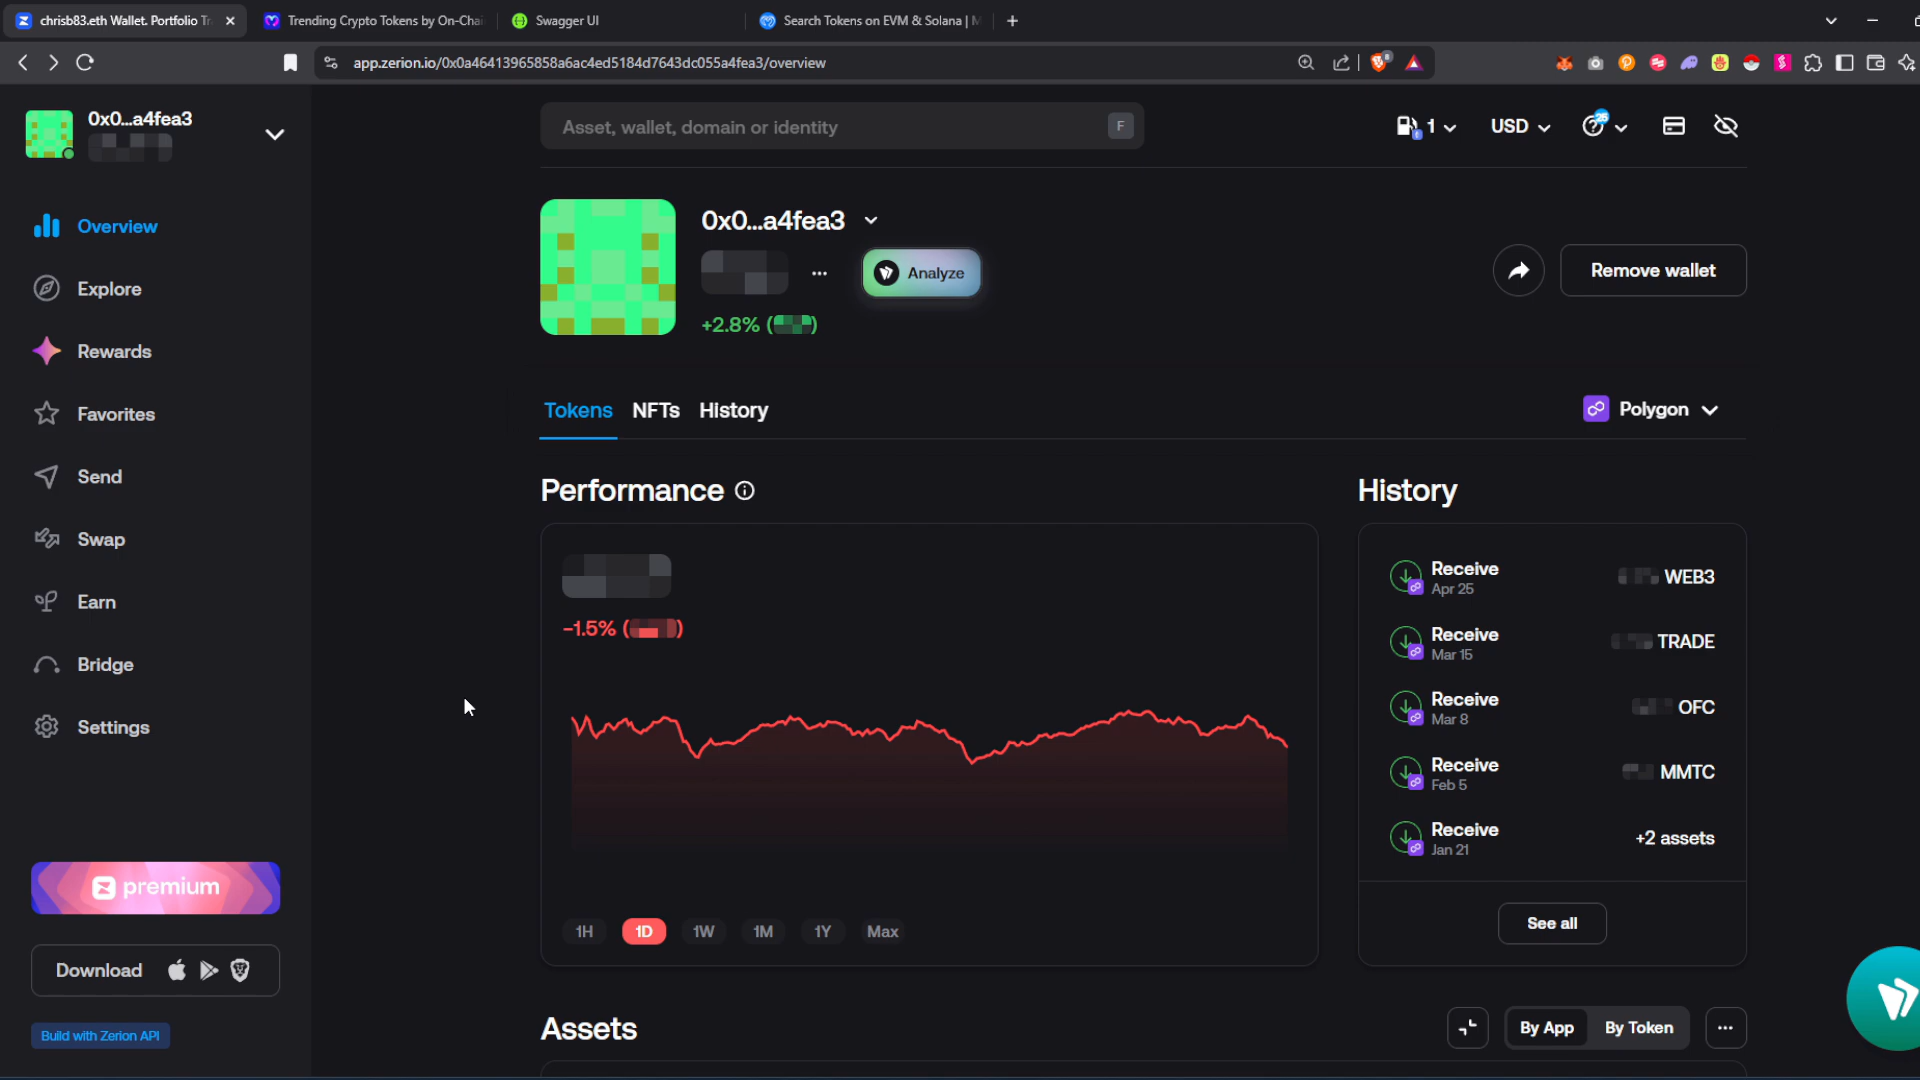 chrisb83.eth Wallet. Portfolio Tr
Trending Crypto Tokens by On-Chai
Swagger UI
Search Tokens on EVM & Solana | M
app.zerion.io/0x0a46413965858a6ac4ed5184d7643dc055a4fea3/overview
0x0...a4fea3
Overview
Explore
Rewards
Favorites
Send
Swap
Earn
Bridge
Settings
premium
Download
Build with Zerion API
Asset, wallet, domain or identity
F
1
USD
25
0x0...a4fea3
Analyze
+2.8% ( )
Remove wallet
Tokens
NFTs
History
Polygon
Performance
-1.5% ( )
1H
1D
1W
1M
1Y
Max
History
Receive
Apr 25
WEB3
Receive
Mar 15
TRADE
Receive
Mar 8
OFC
Receive
Feb 5
MMTC
Receive
Jan 21
+2 assets
See all
Assets
By App
By Token